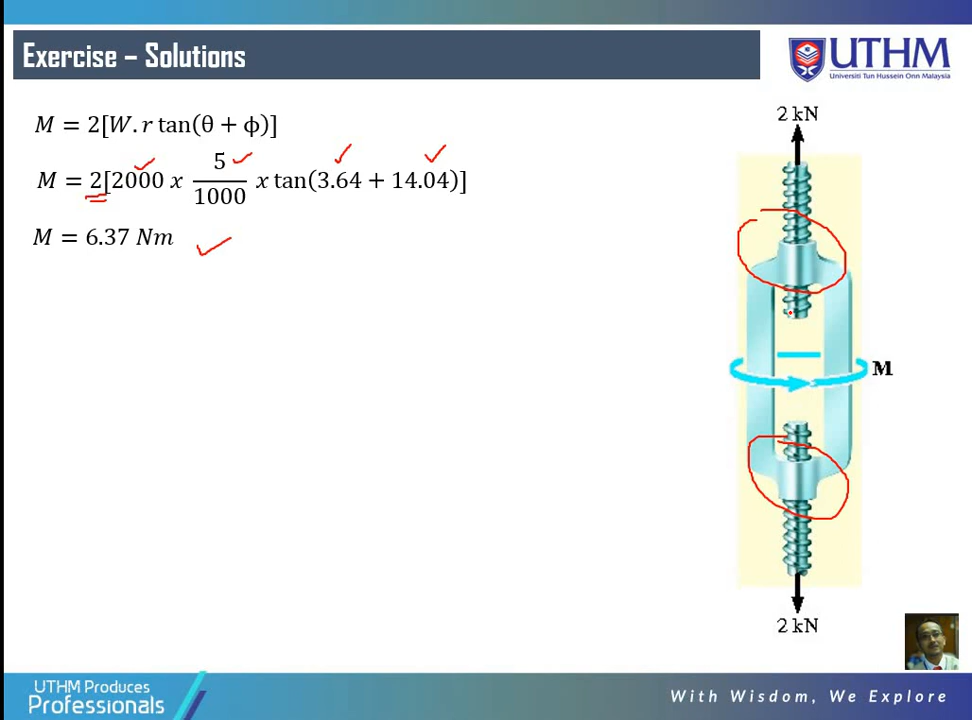 Exercise – Solutions
UTHM
Universiti Tun Hussein Onn Malaysia
M = 2[W. r tan(θ + ϕ)]
M = 2[2000 x 5/1000 x tan(3.64 + 14.04)]
M = 6.37 Nm
2 kN
M
2 kN
UTHM Produces
Professionals
With Wisdom, We Explore